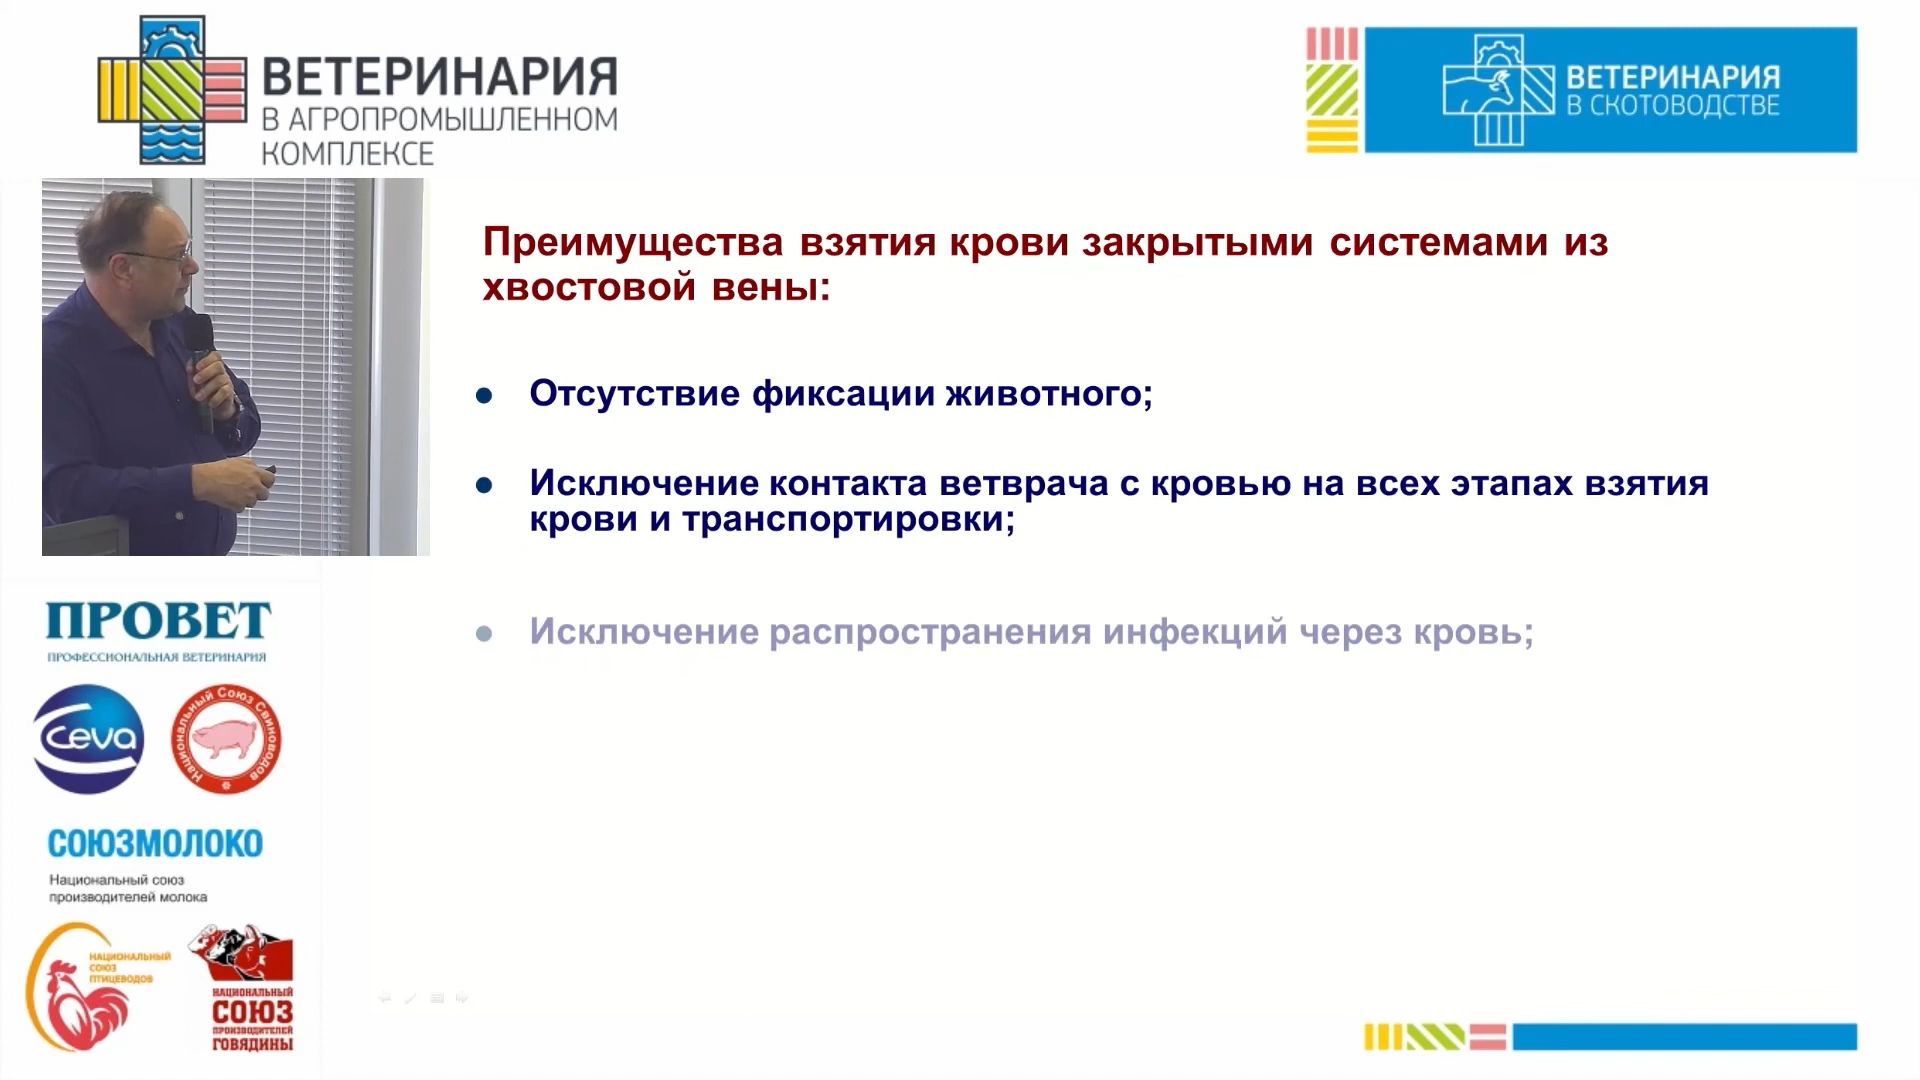 ВЕТЕРИНАРИЯ
В АГРОПРОМЫШЛЕННОМ
КОМПЛЕКСЕ
ВЕТЕРИНАРИЯ
В СКОТОВОДСТВЕ
Преимущества взятия крови закрытыми системами из
хвостовой вены:
Отсутствие фиксации животного;
Исключение контакта ветврача с кровью на всех этапах взятия
крови и транспортировки;
Исключение распространения инфекций через кровь;
ПРОВЕТ
ПРОФЕССИОНАЛЬНАЯ ВЕТЕРИНАРИЯ
Ceva
Национальный Союз Свиноводов
СОЮЗМОЛОКО
Национальный союз
производителей молока
НАЦИОНАЛЬНЫЙ
СОЮЗ
ПТИЦЕВОДОВ
НАЦИОНАЛЬНЫЙ
СОЮЗ
ПРОИЗВОДИТЕЛЕЙ
ГОВЯДИНЫ